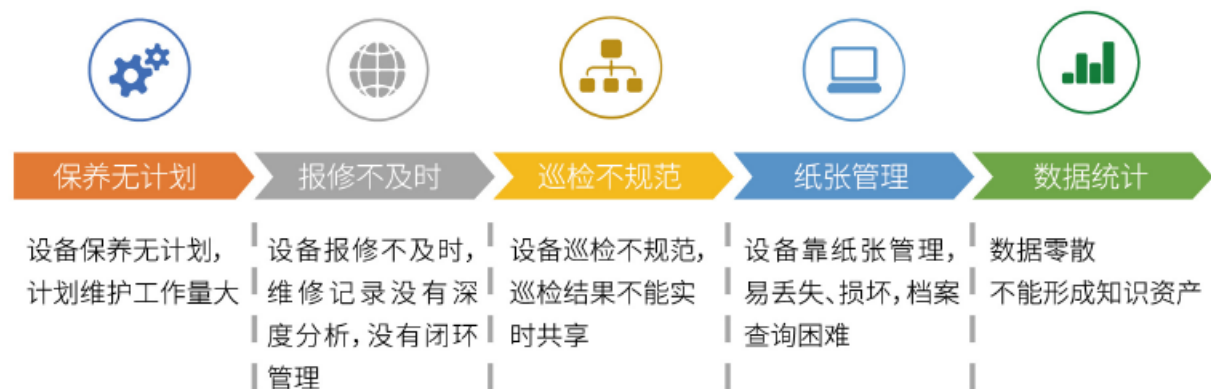 保养无计划
报修不及时
巡检不规范
纸张管理
数据统计
设备保养无计划，
计划维护工作量大
设备报修不及时，
维修记录没有深
度分析，没有闭环
管理
设备巡检不规范，
巡检结果不能实
时共享
设备靠纸张管理，
易丢失、损坏，档案
查询困难
数据零散
不能形成知识资产